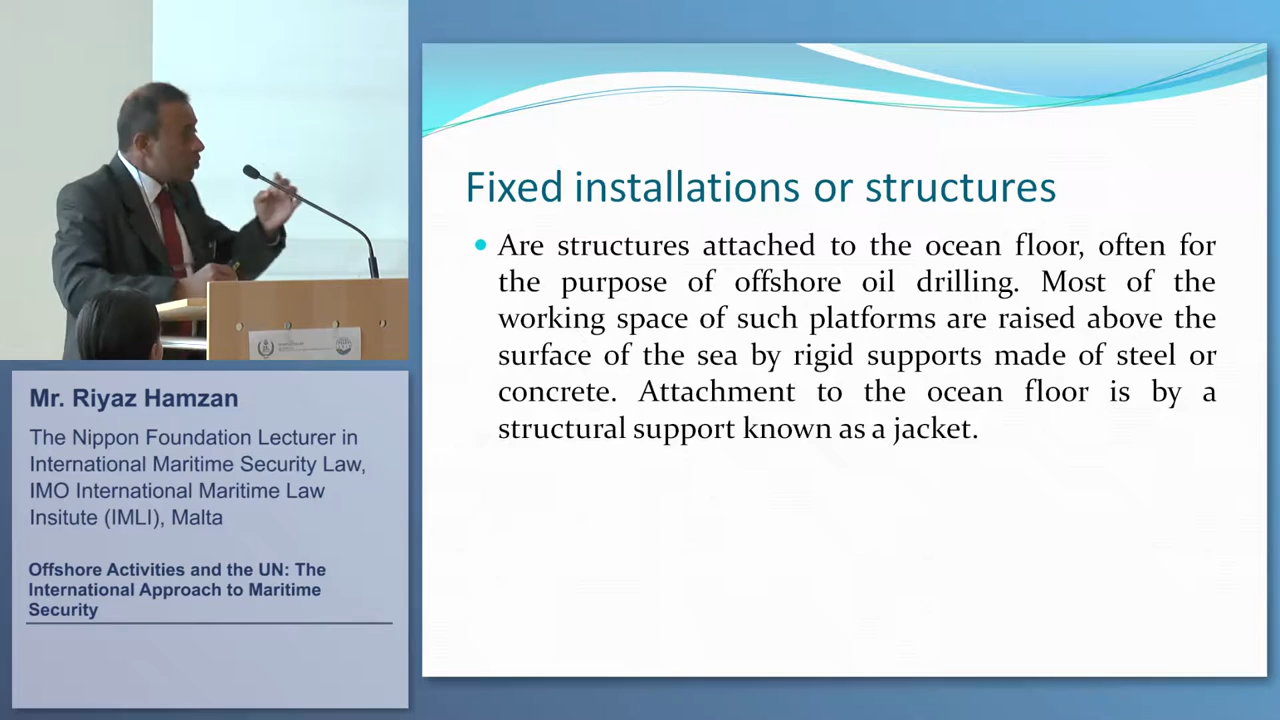 Fixed installations or structures
Are structures attached to the ocean floor, often for
the purpose of offshore oil drilling. Most of the
working space of such platforms are raised above the
surface of the sea by rigid supports made of steel or
concrete. Attachment to the ocean floor is by a
structural support known as a jacket.
Mr. Riyaz Hamzan
The Nippon Foundation Lecturer in
International Maritime Security Law,
IMO International Maritime Law
Insitute (IMLI), Malta
Offshore Activities and the UN: The
International Approach to Maritime
Security